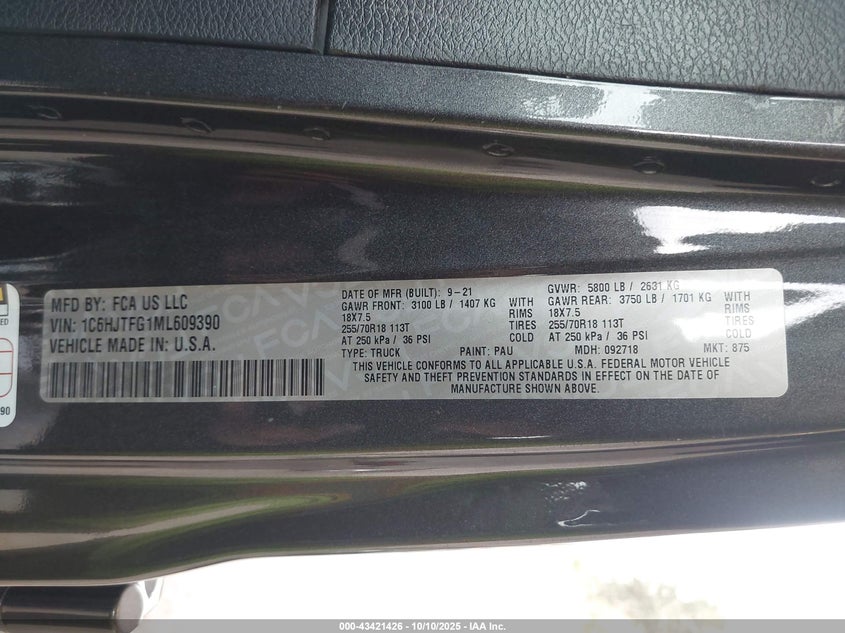 MFD BY: FCA US LLC
VIN: 1C6HJTFG1ML609390
VEHICLE MADE IN: U.S.A.
DATE OF MFR (BUILT): 9-21
GVWR: 5800 LB / 2631 KG
GAWR FRONT: 3100 LB / 1407 KG WITH
GAWR REAR: 3750 LB / 1701 KG WITH
18X7.5 RIMS
18X7.5 RIMS
255/70R18 113T TIRES
255/70R18 113T TIRES
AT 250 kPa / 36 PSI COLD
AT 250 kPa / 36 PSI COLD
TYPE: TRUCK PAINT: PAU MDH: 092718 MKT: 875
THIS VEHICLE CONFORMS TO ALL APPLICABLE U.S.A. FEDERAL MOTOR VEHICLE
SAFETY AND THEFT PREVENTION STANDARDS IN EFFECT ON THE DATE OF
MANUFACTURE SHOWN ABOVE.
90
000-43421426 - 10/10/2025 - IAA Inc.